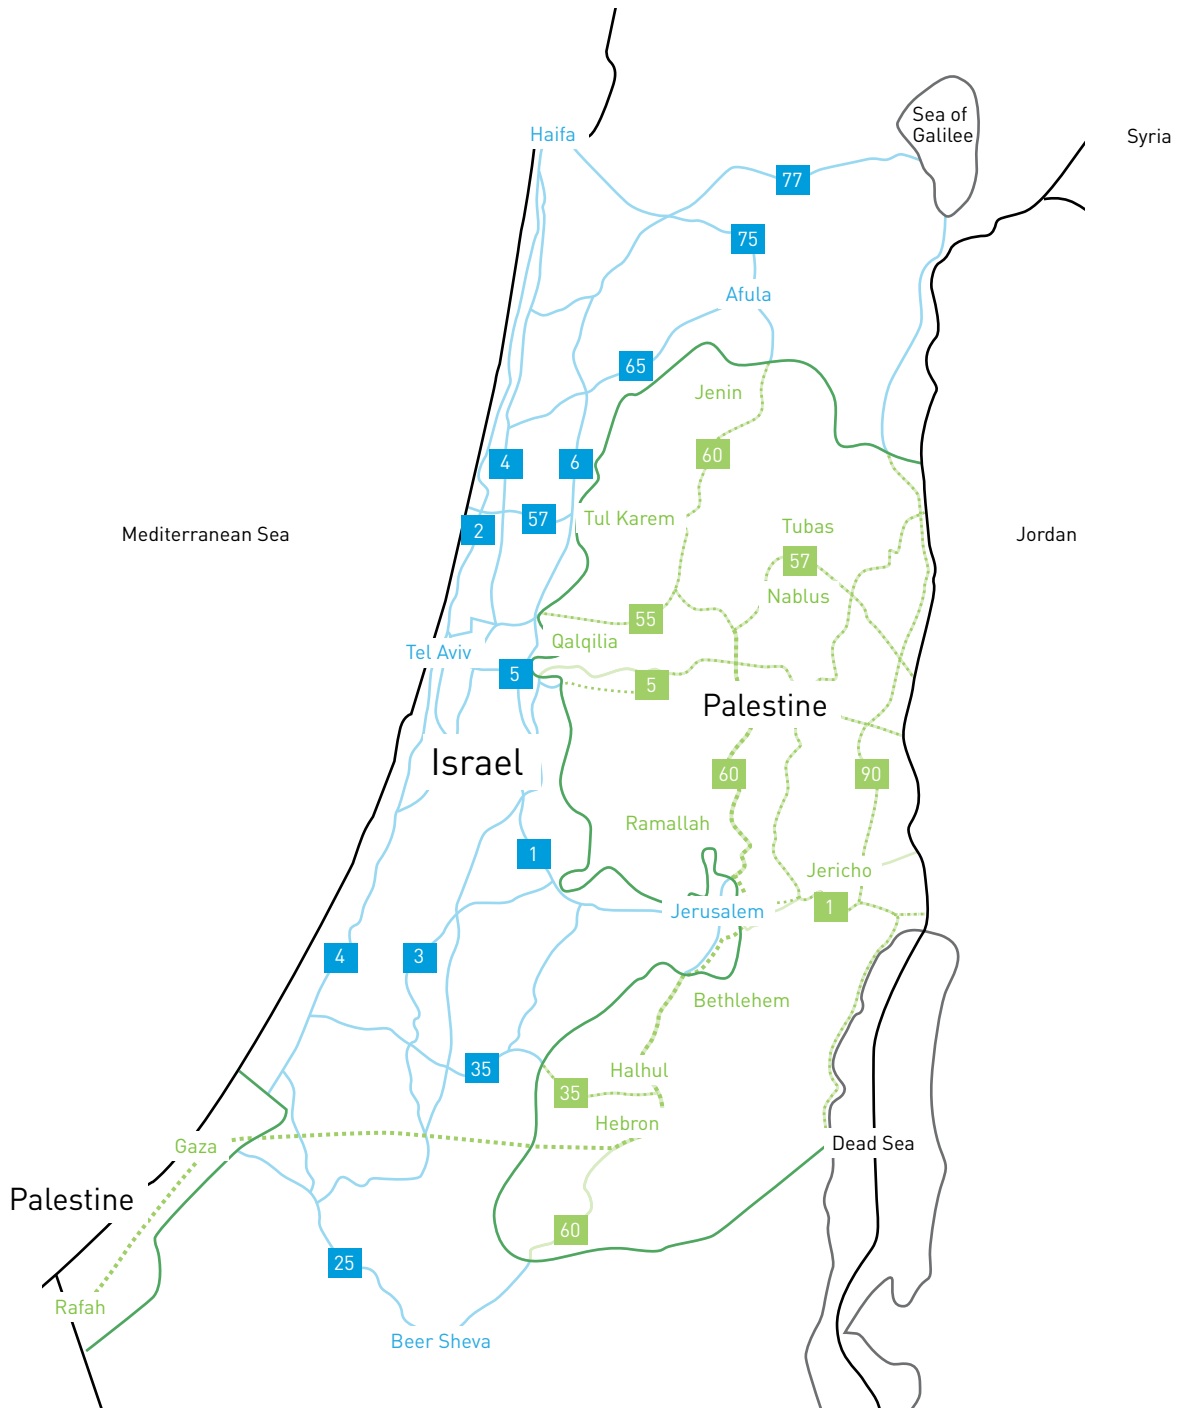 Sea of
Galilee
Syria
Haifa
77
75
Afula
65
Jenin
60
4
6
57
2
Tul Karem
Tubas
Mediterranean Sea
Jordan
57
Nablus
55
Qalqilia
Tel Aviv
5
5
Palestine
Israel
60
90
Ramallah
1
Jericho
1
Jerusalem
4
3
Bethlehem
35
Halhul
35
Hebron
Gaza
Dead Sea
Palestine
60
25
Rafah
Beer Sheva